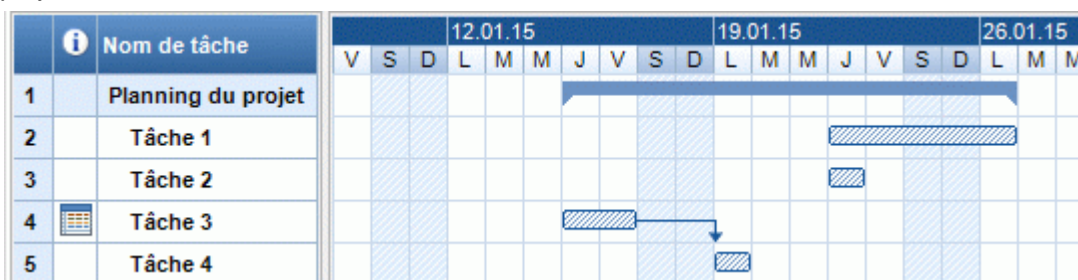 i Nom de tâche
12.01.15 19.01.15 26.01.15
V S D L M M J V S D L M M J V S D L M M
1 Planning du projet
2 Tâche 1
3 Tâche 2
4 Tâche 3
5 Tâche 4